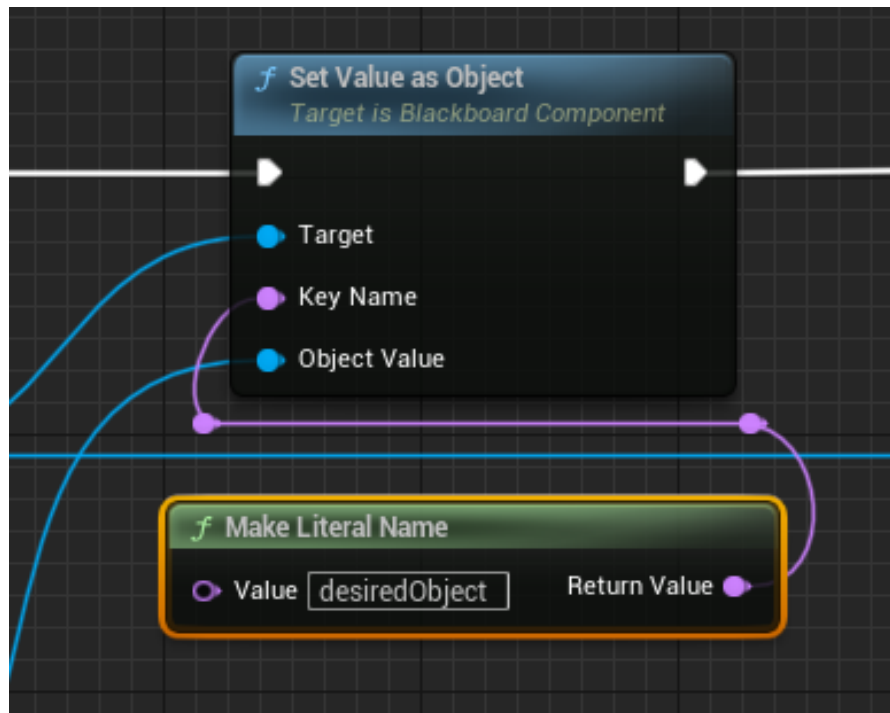 f Set Value as Object
Target is Blackboard Component
Target
Key Name
Object Value
f Make Literal Name
Value desiredObject Return Value